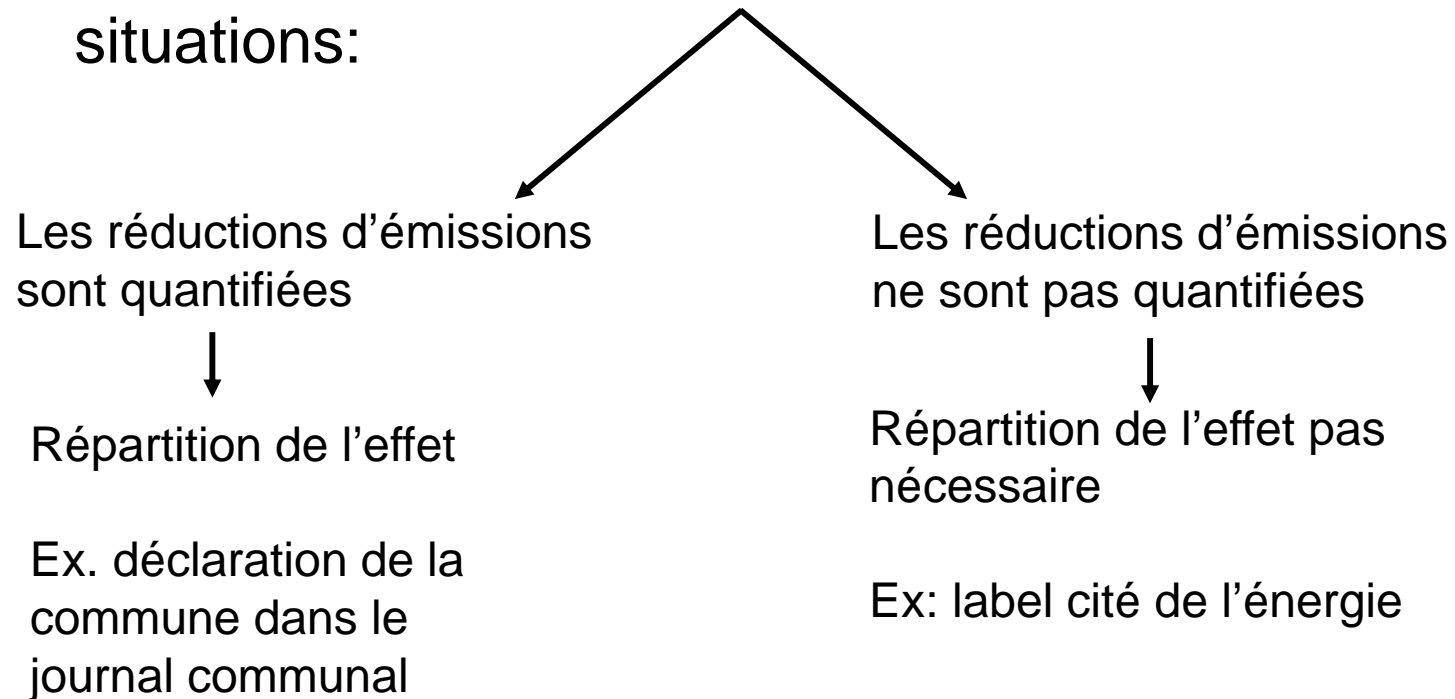 situations:
Les réductions d’émissions
sont quantifiées
Répartition de l’effet
Ex. déclaration de la
commune dans le
journal communal
Les réductions d’émissions
ne sont pas quantifiées
Répartition de l’effet pas
nécessaire
Ex: label cité de l’énergie